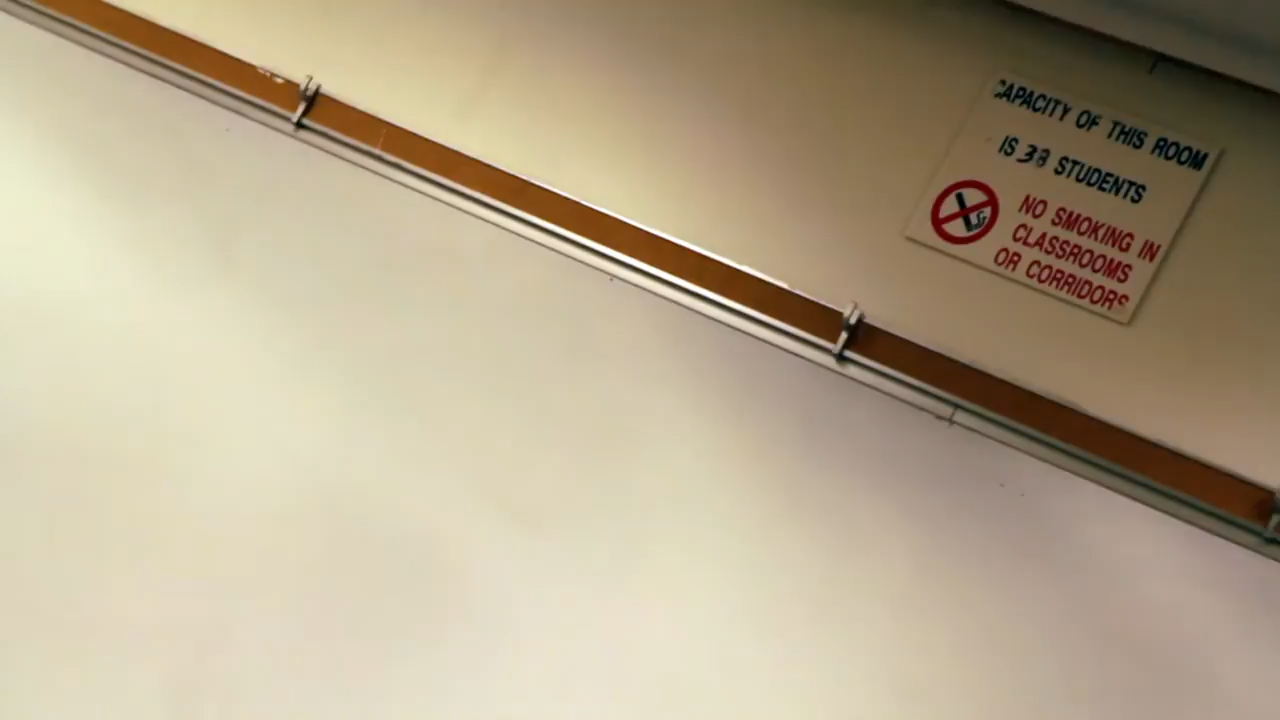 CAPACITY OF THIS ROOM
IS 38 STUDENTS
NO SMOKING IN
CLASSROOMS
OR CORRIDORS